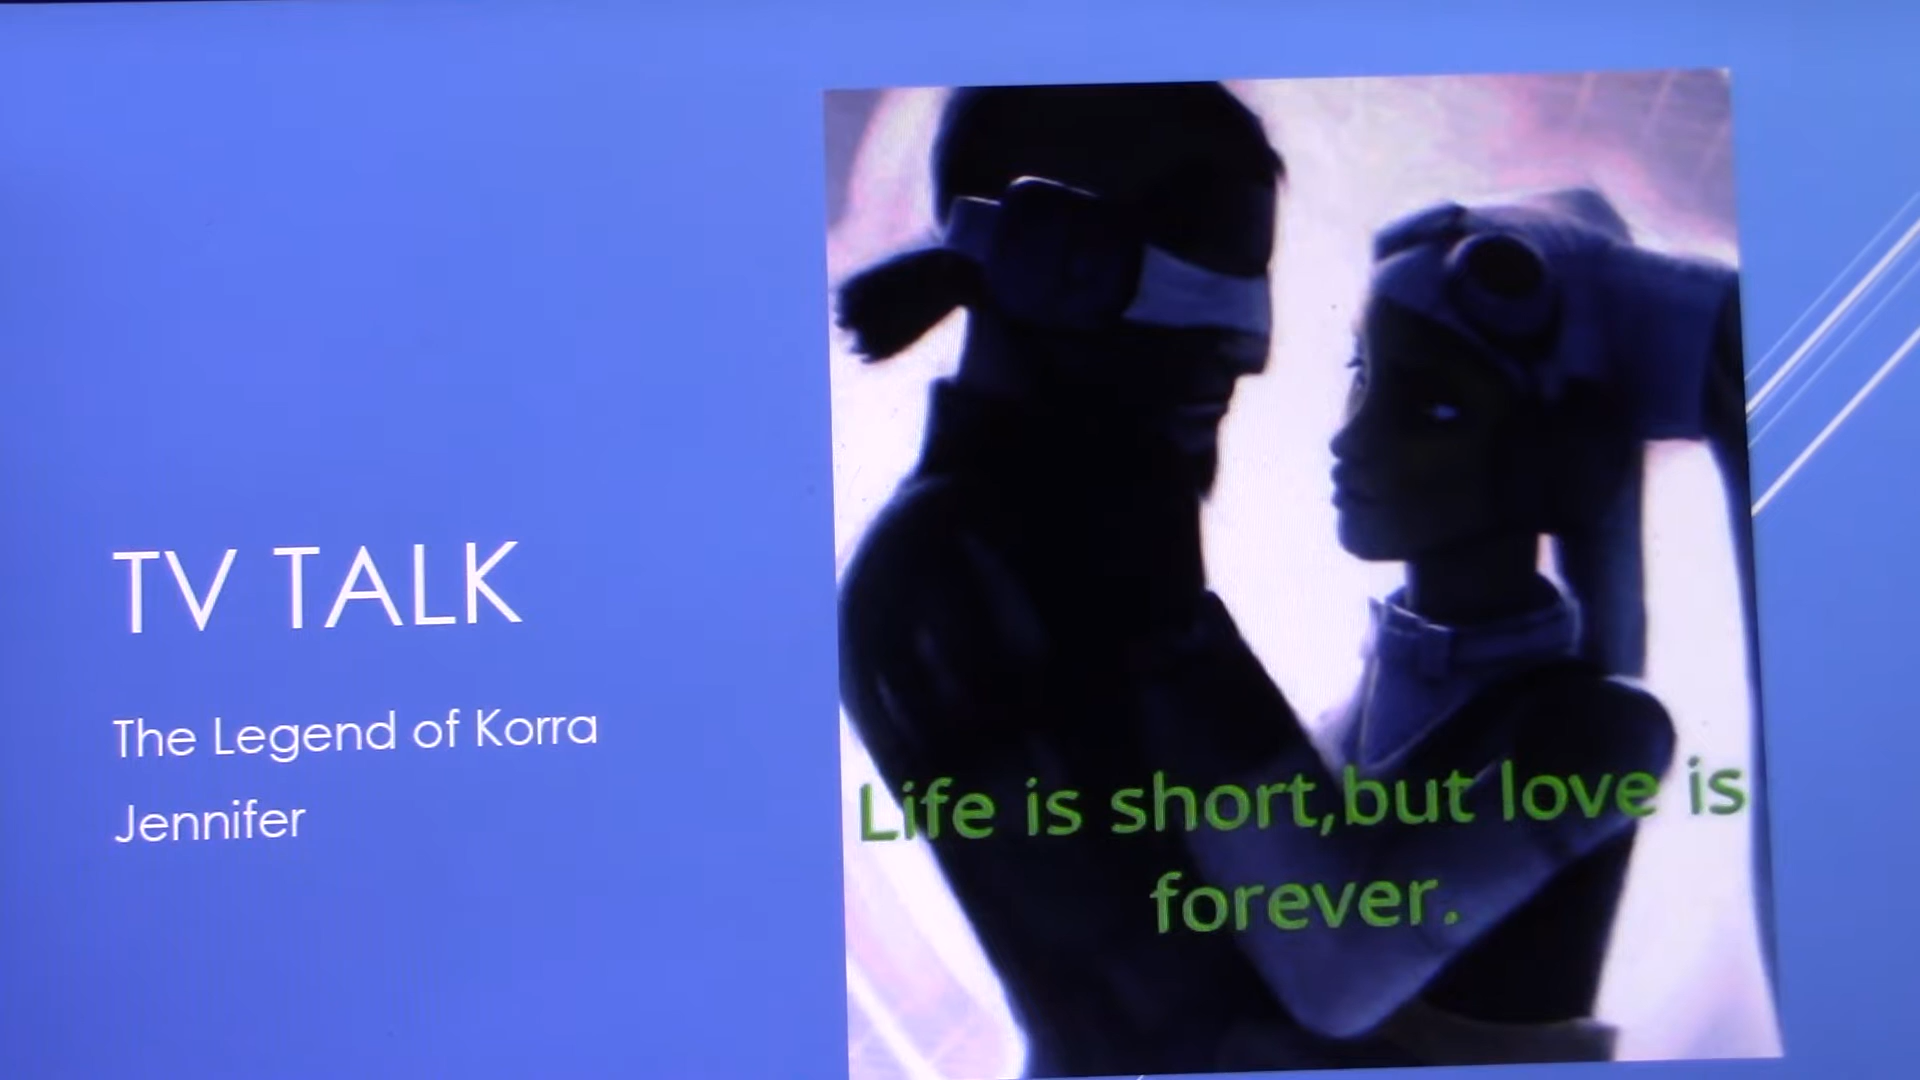 TV TALK
The Legend of Korra
Jennifer
Life is short,but love is
forever.